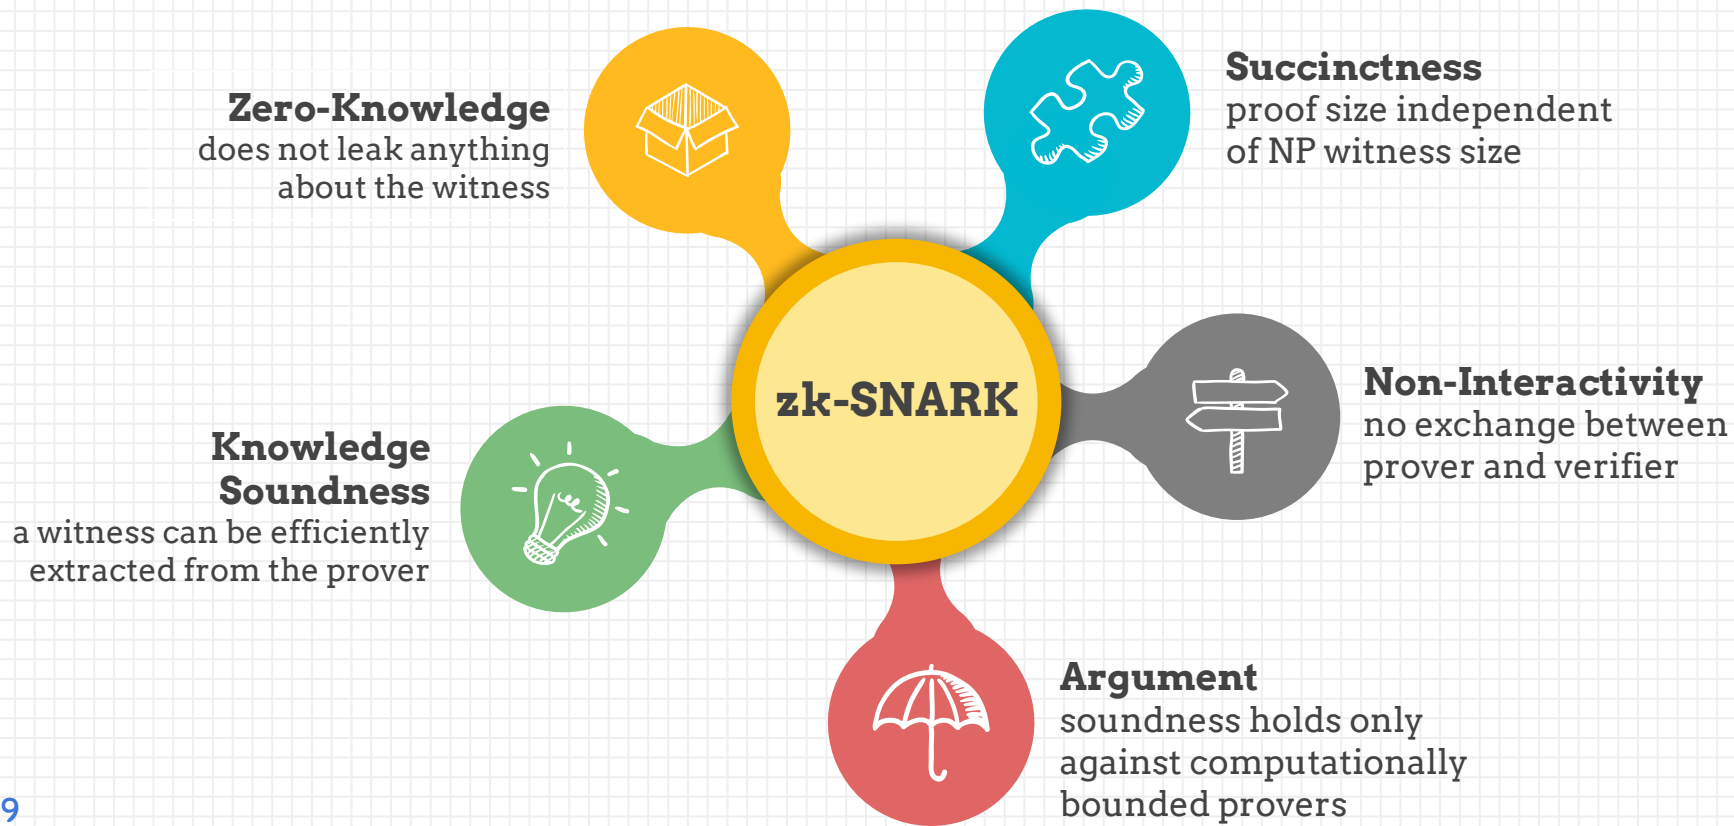 Zero-Knowledge
does not leak anything
about the witness
Succinctness
proof size independent
of NP witness size
zk-SNARK
Non-Interactivity
no exchange between
prover and verifier
Knowledge
Soundness
a witness can be efficiently
extracted from the prover
Argument
soundness holds only
against computationally
bounded provers
9